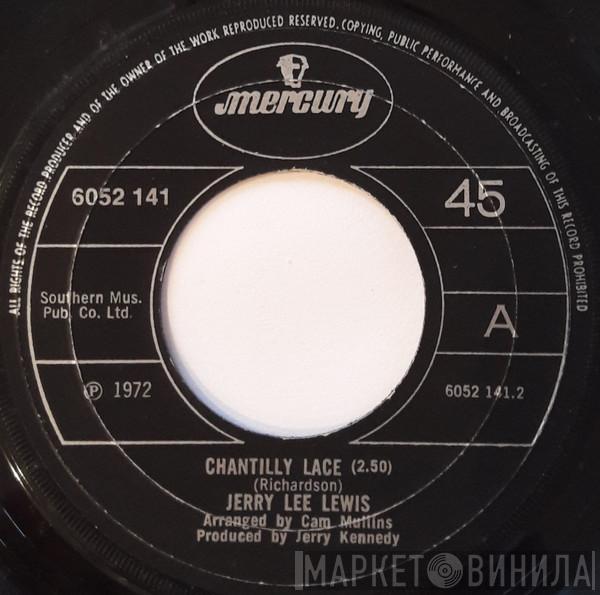 ALL RIGHTS OF THE RECORD PRODUCER AND OF THE OWNER OF THE WORK REPRODUCED RESERVED. COPYING, PUBLIC PERFORMANCE AND BROADCASTING OF THIS RECORD PROHIBITED
mercury
6052 141
45
Southern Mus.
Pub. Co. Ltd.
A
℗ 1972
6052 141.2
CHANTILLY LACE (2.50)
(Richardson)
JERRY LEE LEWIS
Arranged by Cam Mullins
Produced by Jerry Kennedy
МАРКЕТ ВИНИЛА